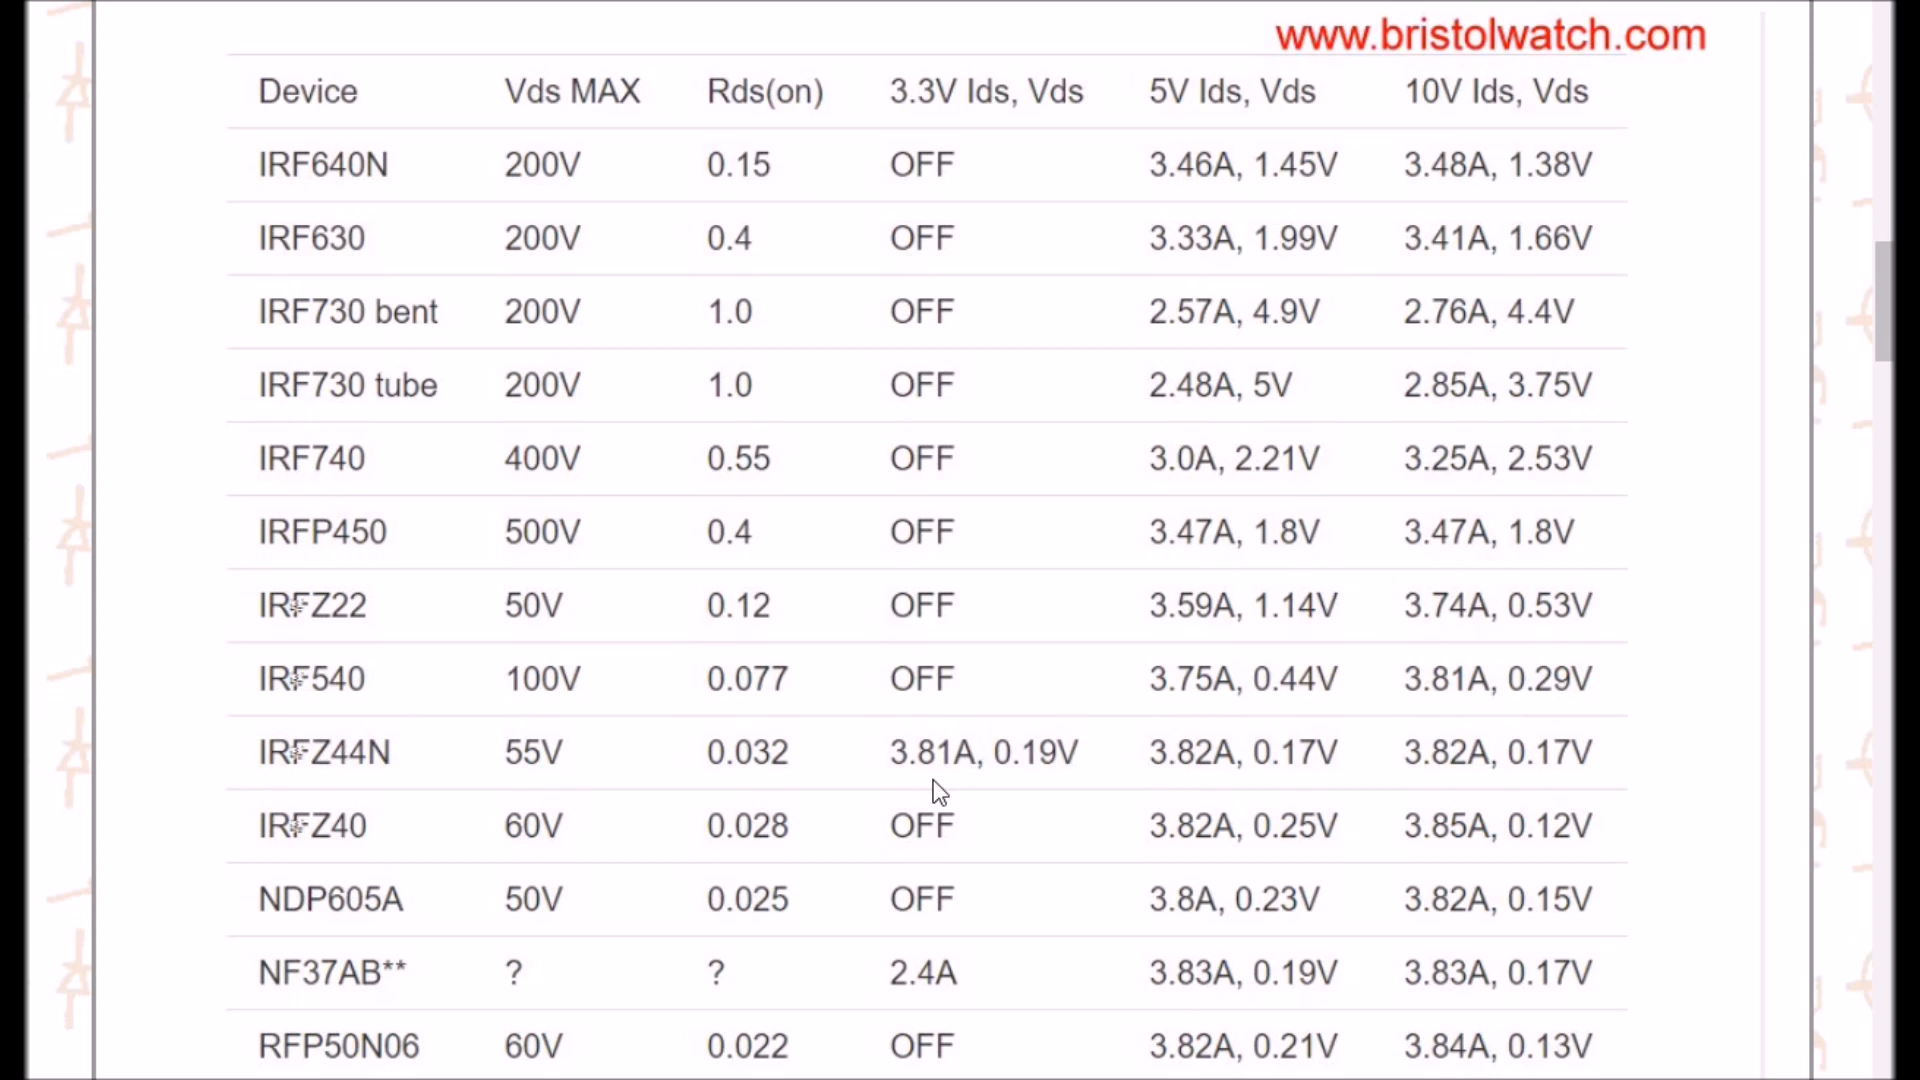 www.bristolwatch.com
Device Vds MAX Rds(on) 3.3V Ids, Vds 5V Ids, Vds 10V Ids, Vds
IRF640N 200V 0.15 OFF 3.46A, 1.45V 3.48A, 1.38V
IRF630 200V 0.4 OFF 3.33A, 1.99V 3.41A, 1.66V
IRF730 bent 200V 1.0 OFF 2.57A, 4.9V 2.76A, 4.4V
IRF730 tube 200V 1.0 OFF 2.48A, 5V 2.85A, 3.75V
IRF740 400V 0.55 OFF 3.0A, 2.21V 3.25A, 2.53V
IRFP450 500V 0.4 OFF 3.47A, 1.8V 3.47A, 1.8V
IRFZ22 50V 0.12 OFF 3.59A, 1.14V 3.74A, 0.53V
IRF540 100V 0.077 OFF 3.75A, 0.44V 3.81A, 0.29V
IRFZ44N 55V 0.032 3.81A, 0.19V 3.82A, 0.17V 3.82A, 0.17V
IRFZ40 60V 0.028 OFF 3.82A, 0.25V 3.85A, 0.12V
NDP605A 50V 0.025 OFF 3.8A, 0.23V 3.82A, 0.15V
NF37AB** ? ? 2.4A 3.83A, 0.19V 3.83A, 0.17V
RFP50N06 60V 0.022 OFF 3.82A, 0.21V 3.84A, 0.13V